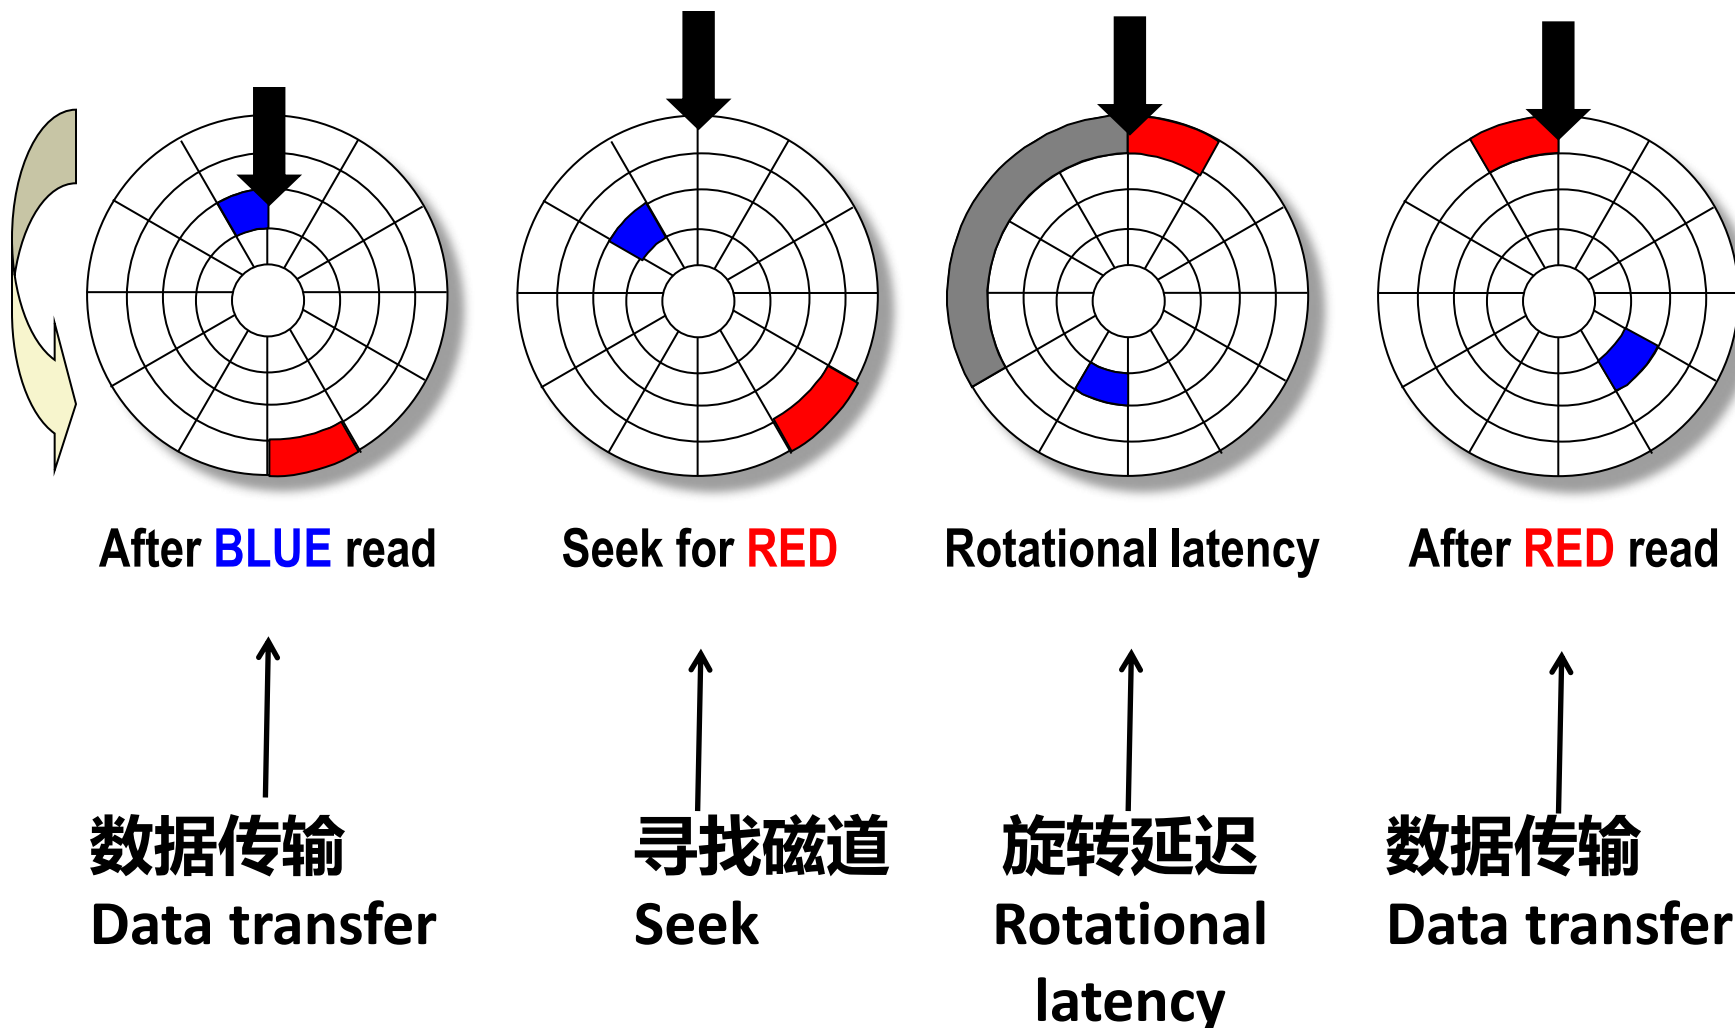 After BLUE read
Seek for RED
Rotational latency
After RED read
数据传输
Data transfer
寻找磁道
Seek
旋转延迟
Rotational
latency
数据传输
Data transfer